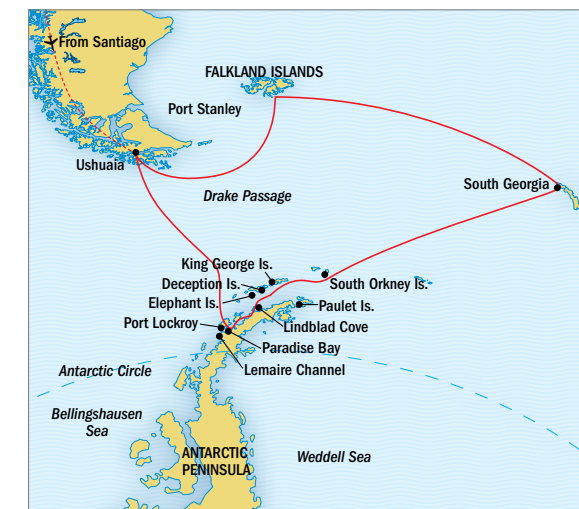 From Santiago
FALKLAND ISLANDS
Port Stanley
Ushuaia
South Georgia
Drake Passage
King George Is.
Deception Is.
South Orkney Is.
Elephant Is.
Paulet Is.
Port Lockroy
Lindblad Cove
Paradise Bay
Antarctic Circle
Lemaire Channel
Bellingshausen
Sea
ANTARCTIC
PENINSULA
Weddell Sea